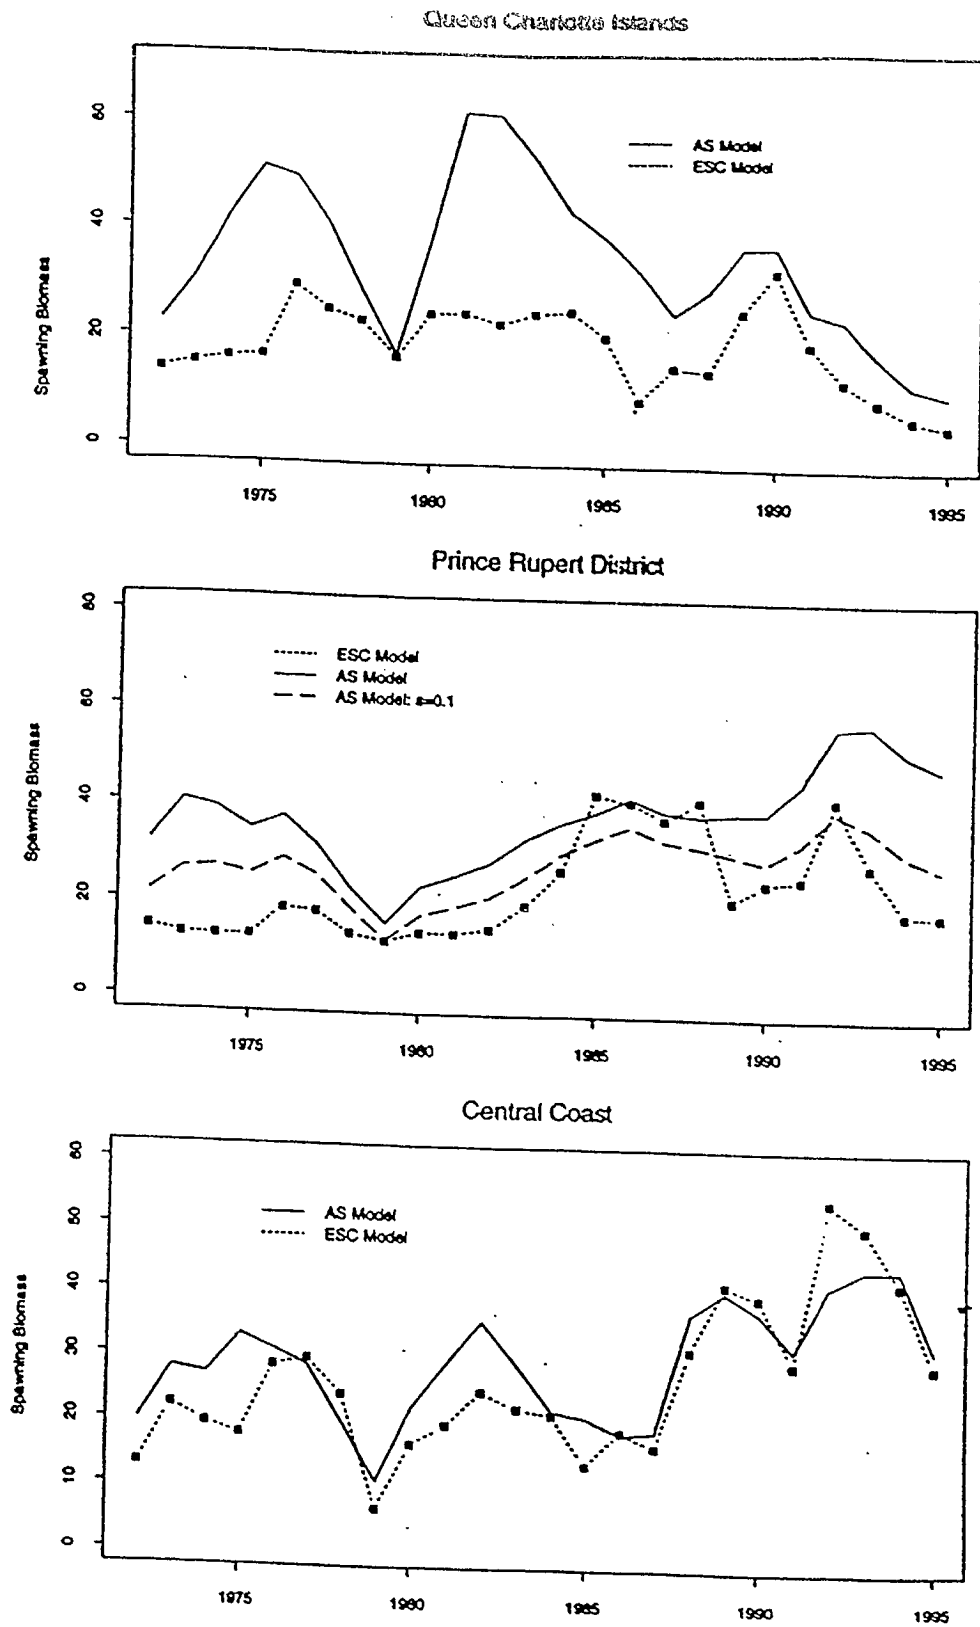 Queen Charlotte Islands
60
40
20
0
Spawning Biomass
AS Model
ESC Model
1975
1980
1985
1990
1995
Prince Rupert District
80
60
40
20
0
Spawning Biomass
ESC Model
AS Model
AS Model: s=0.1
1975
1980
1985
1990
1995
Central Coast
60
50
40
30
20
10
0
Spawning Biomass
AS Model
ESC Model
1975
1980
1985
1990
1995